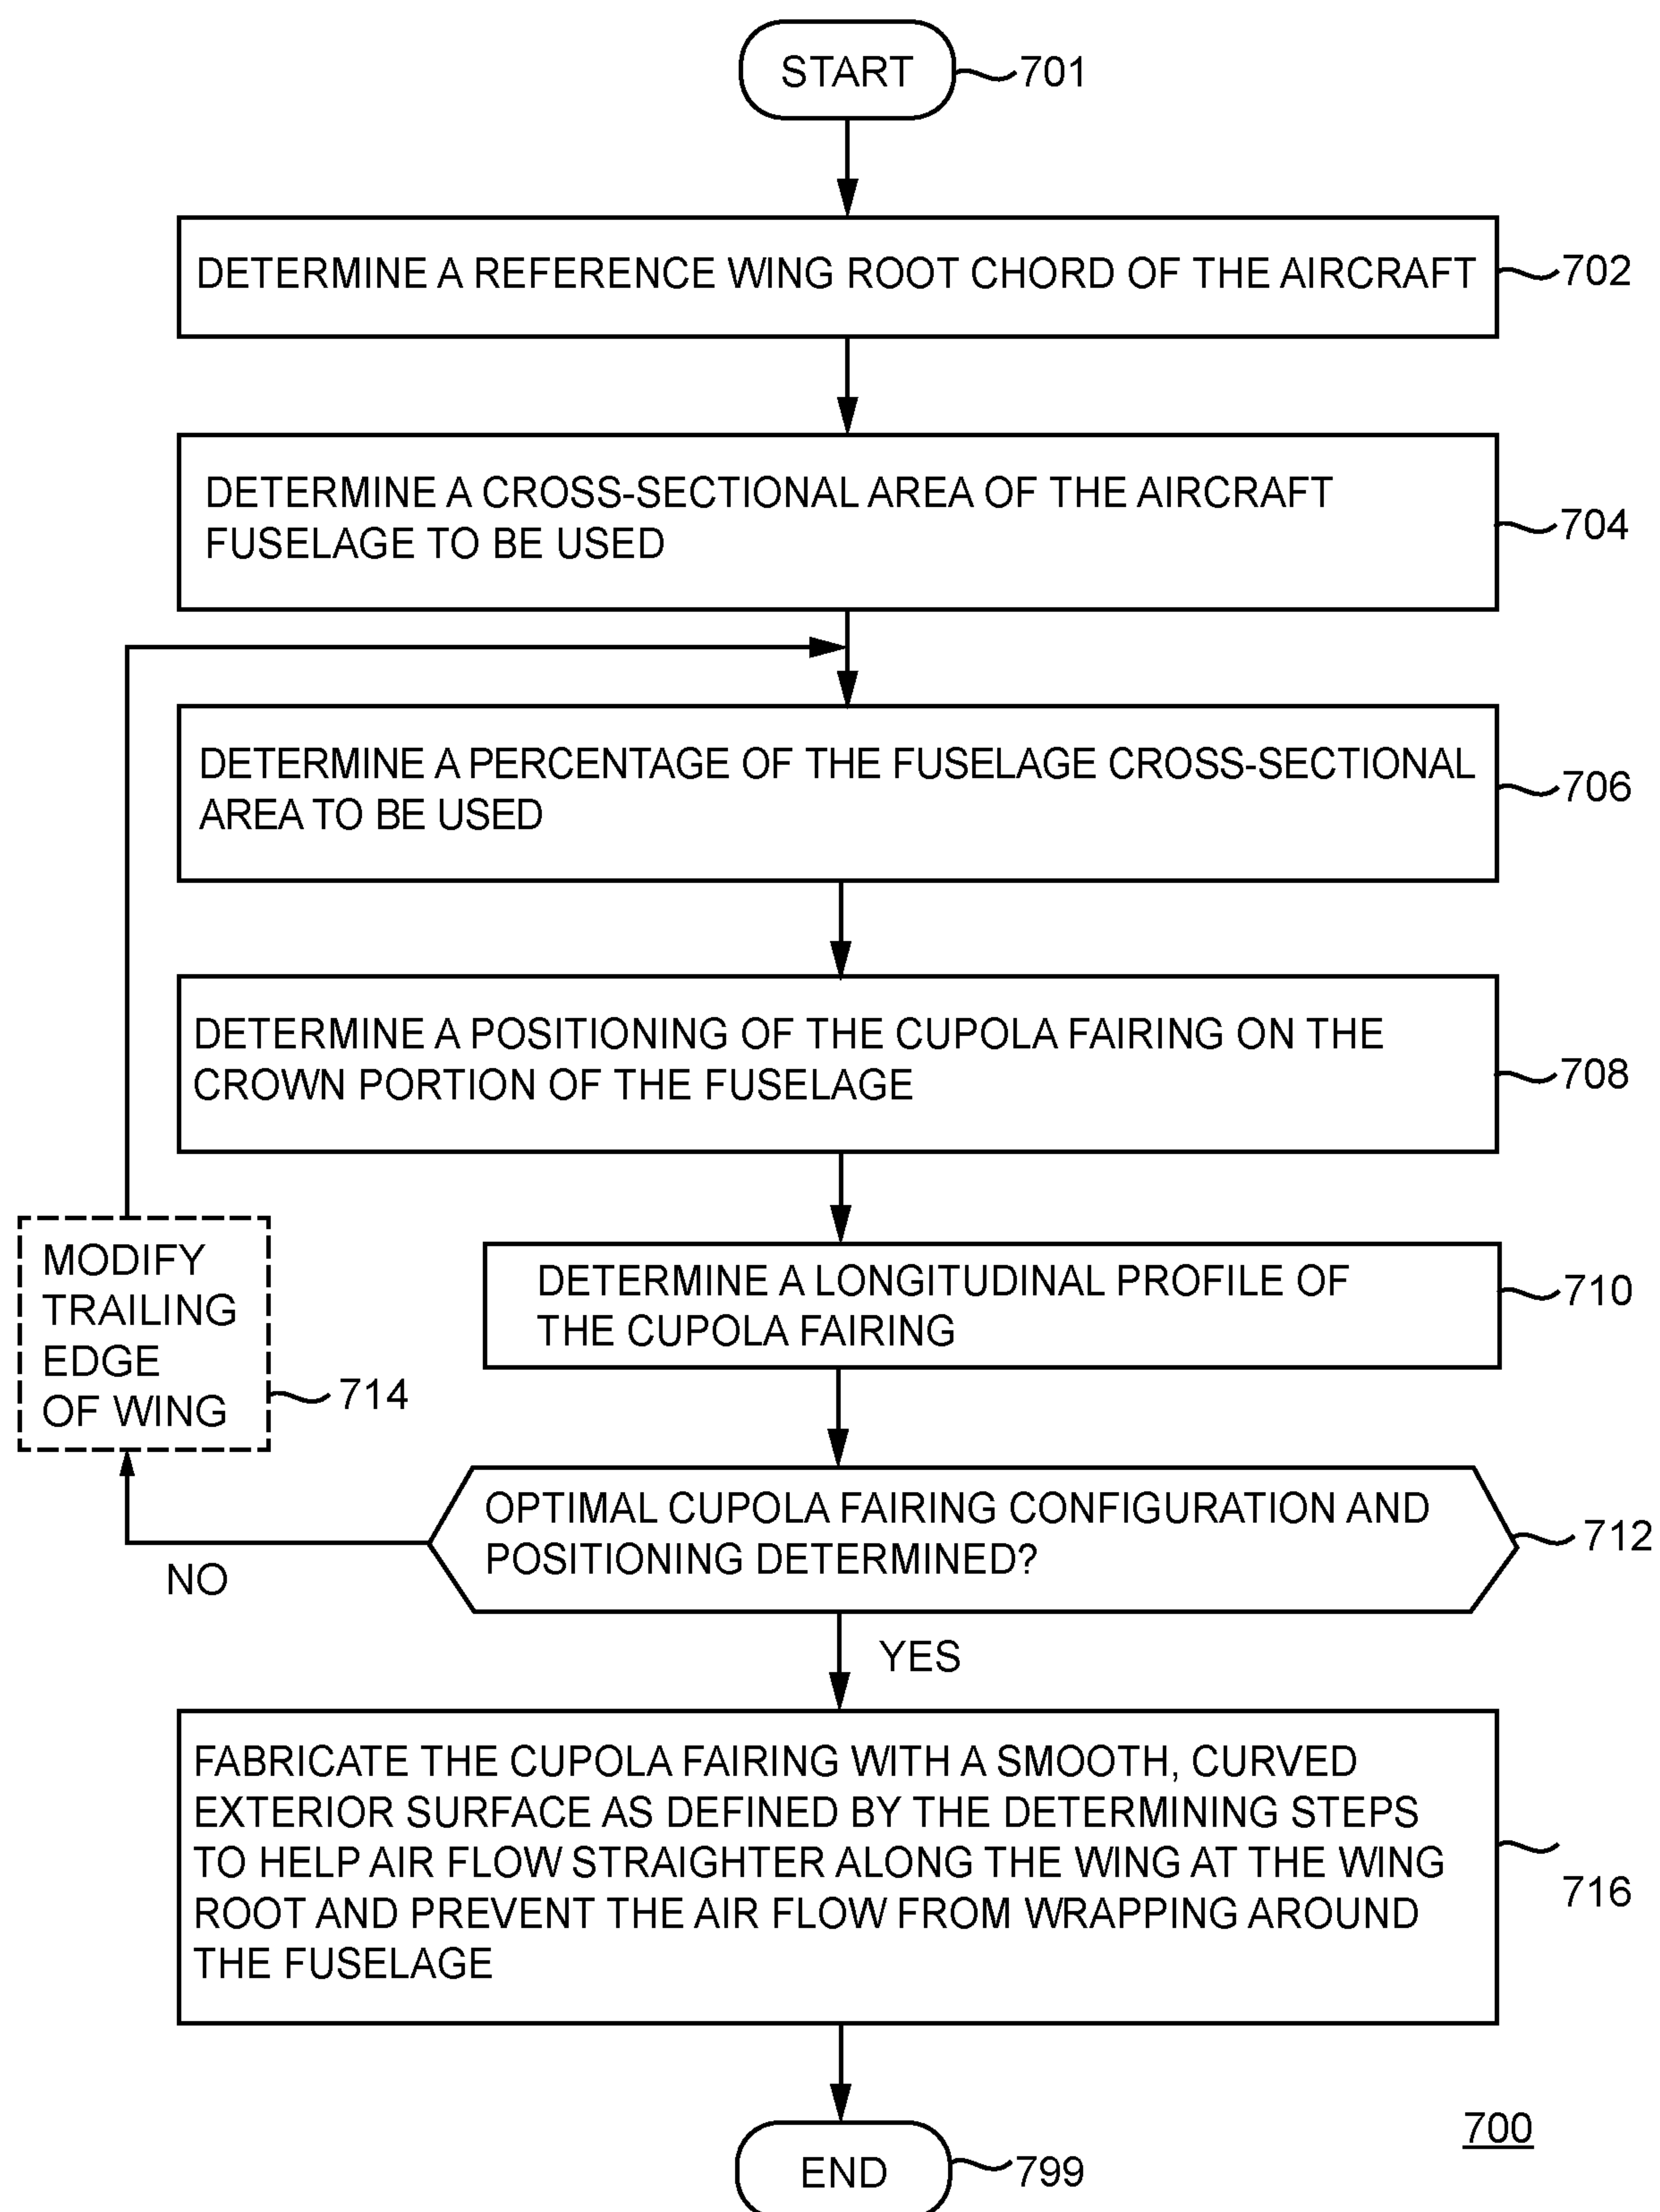 START
701
DETERMINE A REFERENCE WING ROOT CHORD OF THE AIRCRAFT
702
DETERMINE A CROSS-SECTIONAL AREA OF THE AIRCRAFT
FUSELAGE TO BE USED
704
DETERMINE A PERCENTAGE OF THE FUSELAGE CROSS-SECTIONAL
AREA TO BE USED
706
DETERMINE A POSITIONING OF THE CUPOLA FAIRING ON THE
CROWN PORTION OF THE FUSELAGE
708
DETERMINE A LONGITUDINAL PROFILE OF
THE CUPOLA FAIRING
710
MODIFY
TRAILING
EDGE
OF WING
714
OPTIMAL CUPOLA FAIRING CONFIGURATION AND
POSITIONING DETERMINED?
712
NO
YES
FABRICATE THE CUPOLA FAIRING WITH A SMOOTH, CURVED
EXTERIOR SURFACE AS DEFINED BY THE DETERMINING STEPS
TO HELP AIR FLOW STRAIGHTER ALONG THE WING AT THE WING
ROOT AND PREVENT THE AIR FLOW FROM WRAPPING AROUND
THE FUSELAGE
716
END
799
700